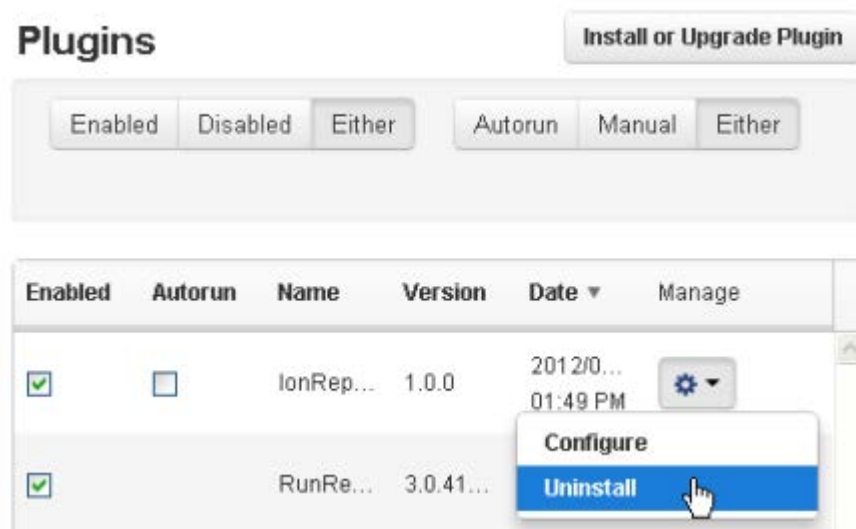 Plugins
Install or Upgrade Plugin
Enabled Disabled Either Autorun Manual Either
Enabled Autorun Name Version Date Manage
IonRep... 1.0.0 2012/0...
01:49 PM
Configure
RunRe... 3.0.41... Uninstall